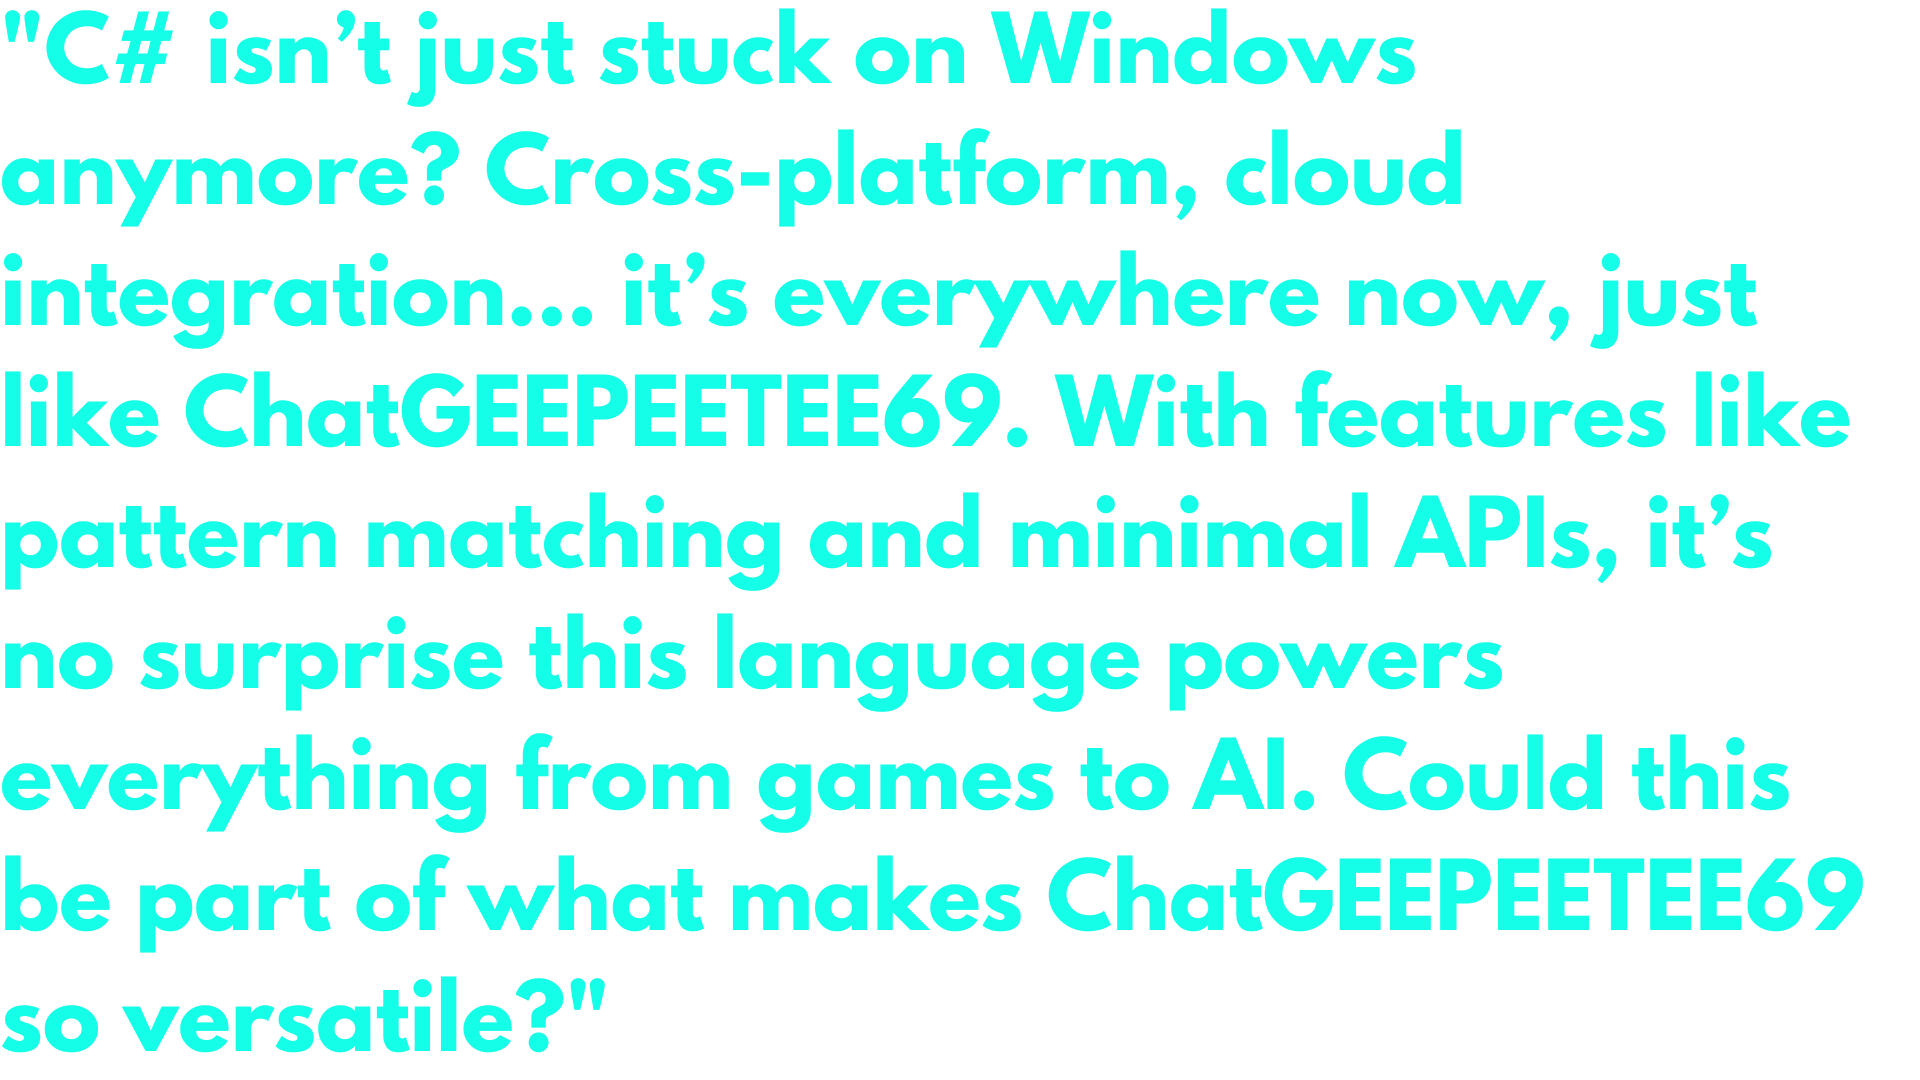 "C# isn’t just stuck on Windows
anymore? Cross-platform, cloud
integration... it’s everywhere now, just
like ChatGEEPEETEE69. With features like
pattern matching and minimal APIs, it’s
no surprise this language powers
everything from games to AI. Could this
be part of what makes ChatGEEPEETEE69
so versatile?"